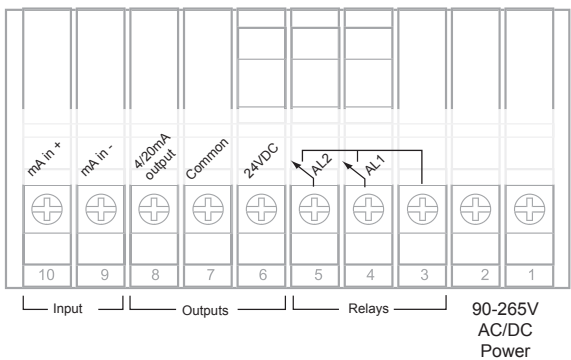 mA in +
mA in -
4/20mA
output
Common
24VDC
AL2
AL1
10
9
8
7
6
5
4
3
2
1
Input
Outputs
Relays
90-265V
AC/DC
Power